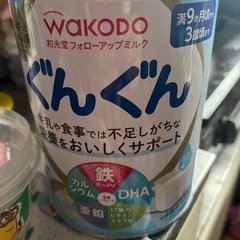 wakodo
和光堂フォローアップミルク
満9ヵ月頃から
3歳頃まで
ぐんぐん
牛乳や食事では不足しがちな
栄養をおいしくサポート
鉄
カルシウム
DHA
亜鉛